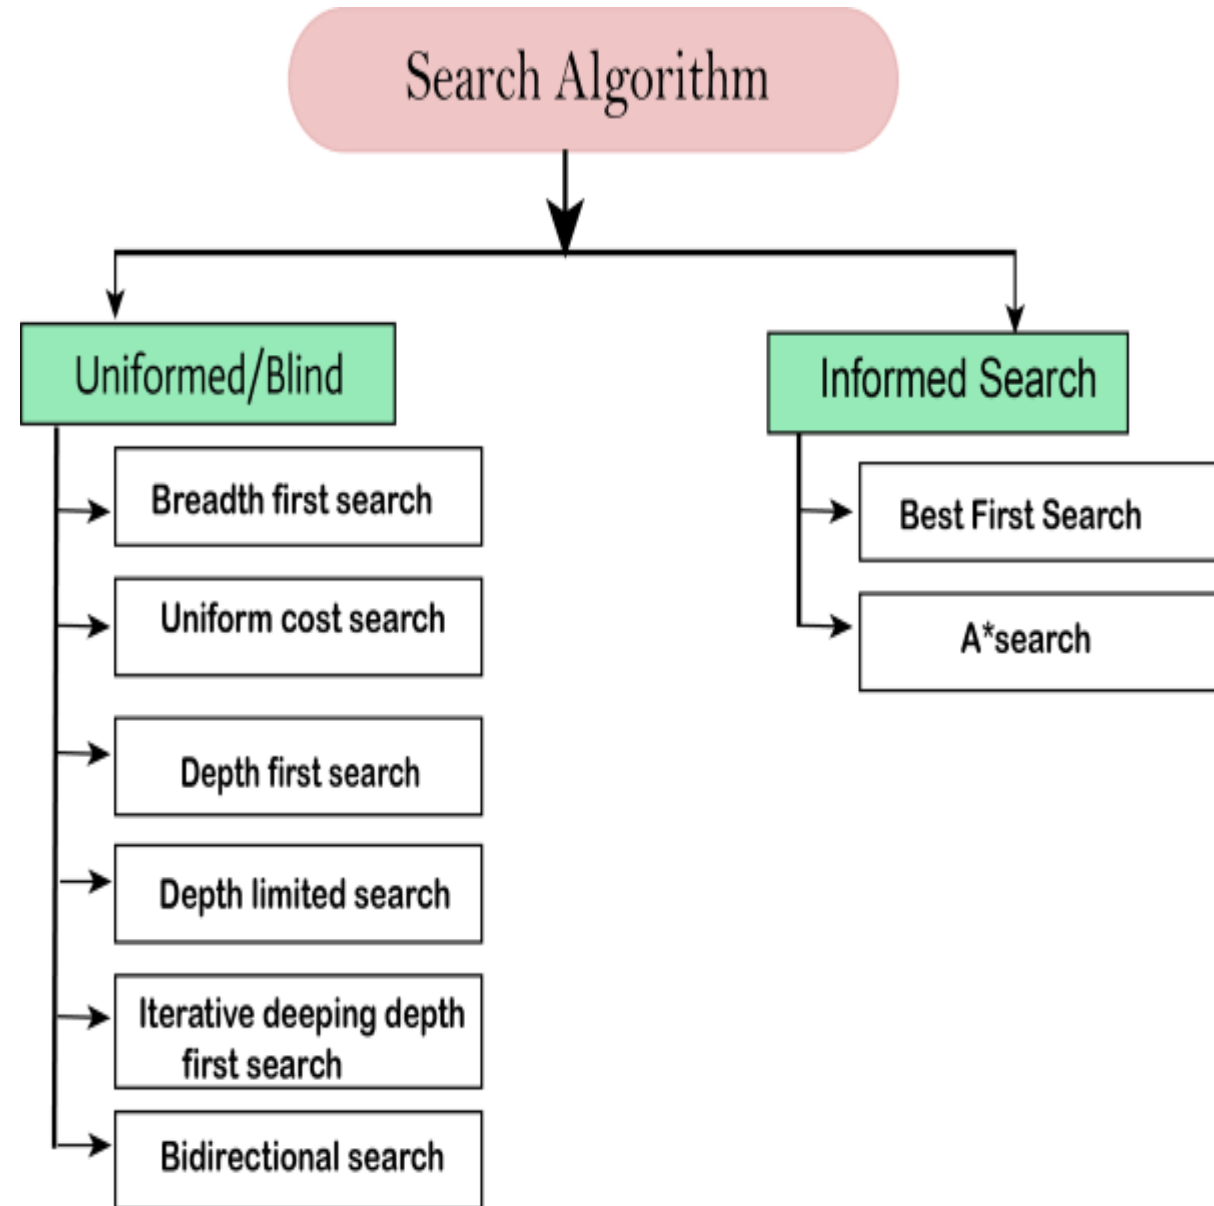 Search Algorithm
Uniformed/Blind
Breadth first search
Uniform cost search
Depth first search
Depth limited search
Iterative deeping depth
first search
Bidirectional search
Informed Search
Best First Search
A*search